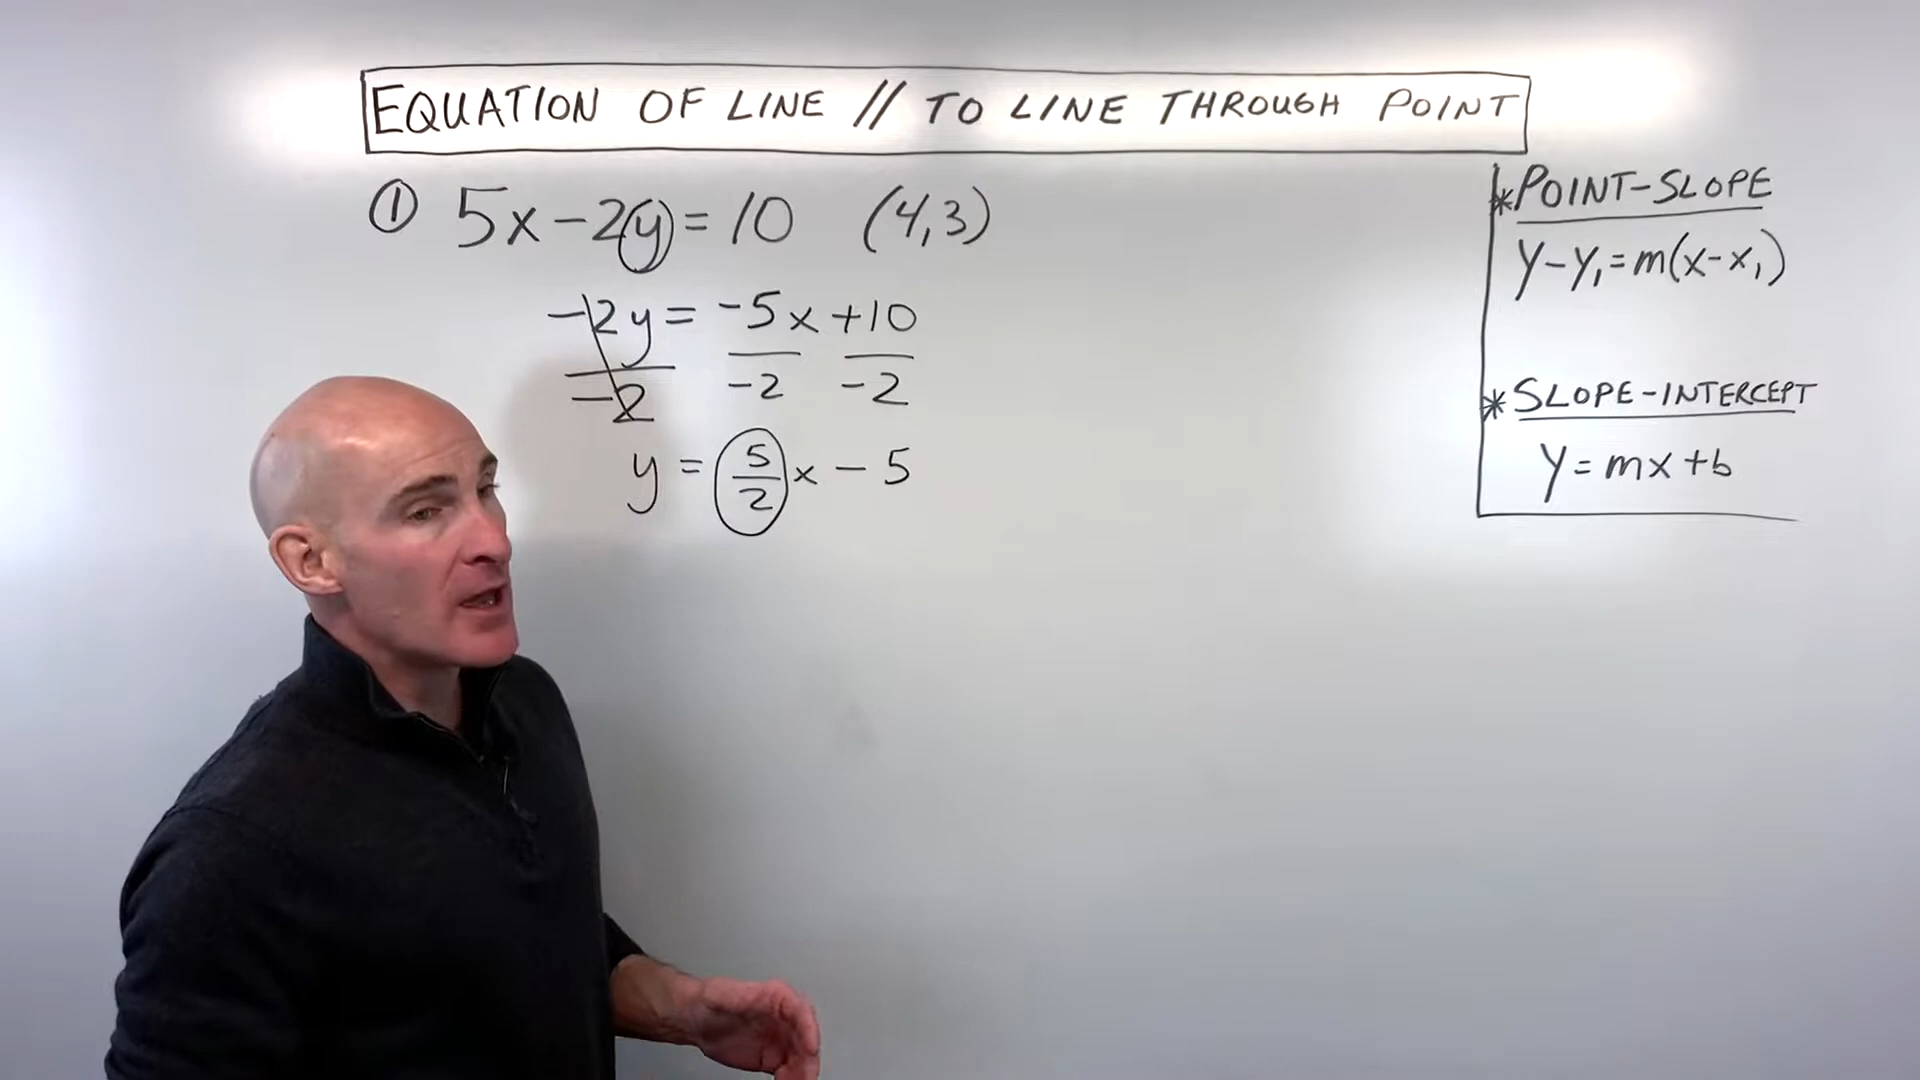 EQUATION OF LINE // TO LINE THROUGH POINT
① 5x - 2y = 10 (4,3)
-2y = -5x + 10
-2 -2 -2
y = 5/2 x - 5
*POINT-SLOPE
y - y₁ = m(x - x₁)
*SLOPE-INTERCEPT
y = mx + b